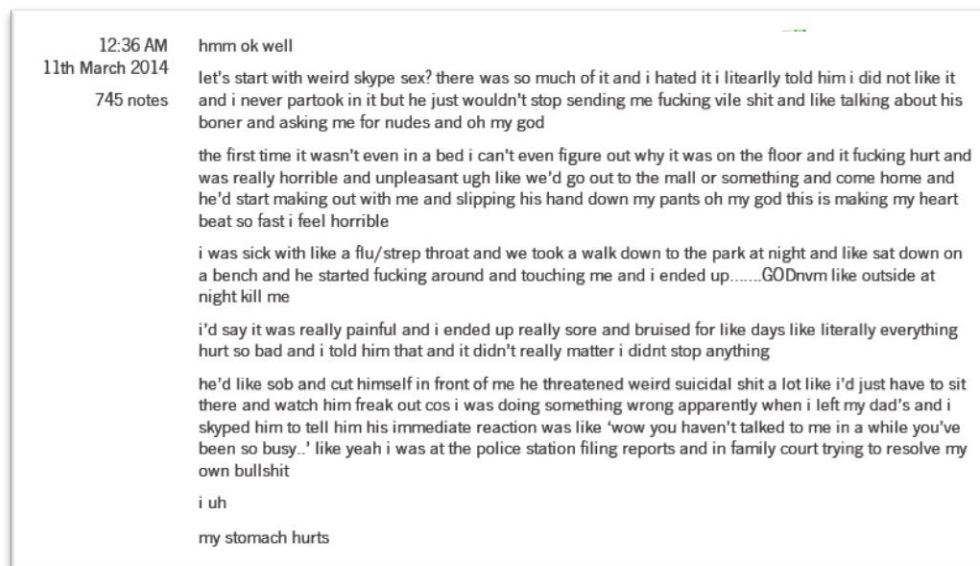 12:36 AM
11th March 2014
745 notes
hmm ok well
let's start with weird skype sex? there was so much of it and i hated it i litearlly told him i did not like it
and i never partook in it but he just wouldn't stop sending me fucking vile shit and like talking about his
boner and asking me for nudes and oh my god
the first time it wasn't even in a bed i can't even figure out why it was on the floor and it fucking hurt and
was really horrible and unpleasant ugh like we'd go out to the mall or something and come home and
he'd start making out with me and slipping his hand down my pants oh my god this is making my heart
beat so fast i feel horrible
i was sick with like a flu/strep throat and we took a walk down to the park at night and like sat down on
a bench and he started fucking around and touching me and i ended up.......GODnvm like outside at
night kill me
i'd say it was really painful and i ended up really sore and bruised for like days like literally everything
hurt so bad and i told him that and it didn't really matter i didnt stop anything
he'd like sob and cut himself in front of me he threatened weird suicidal shit a lot like i'd just have to sit
there and watch him freak out cos i was doing something wrong apparently when i left my dad's and i
skyped him to tell him his immediate reaction was like 'wow you haven't talked to me in a while you've
been so busy..' like yeah i was at the police station filing reports and in family court trying to resolve my
own bullshit
i uh
my stomach hurts